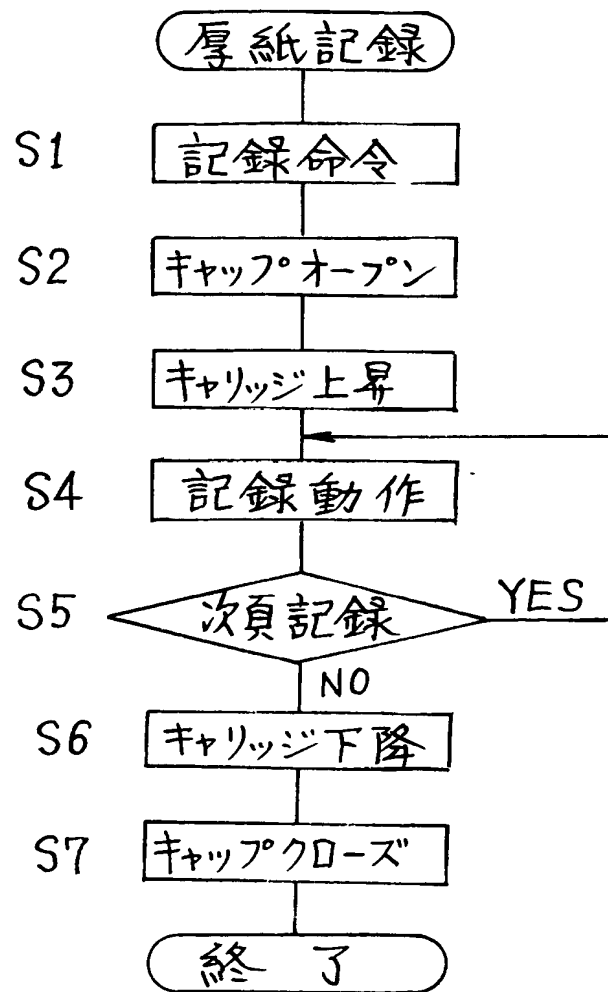 厚紙記録
S1 記録命令
S2 キャップオープン
S3 キャリッジ上昇
S4 記録動作
S5 次頁記録 YES
NO
S6 キャリッジ下降
S7 キャップクローズ
終了